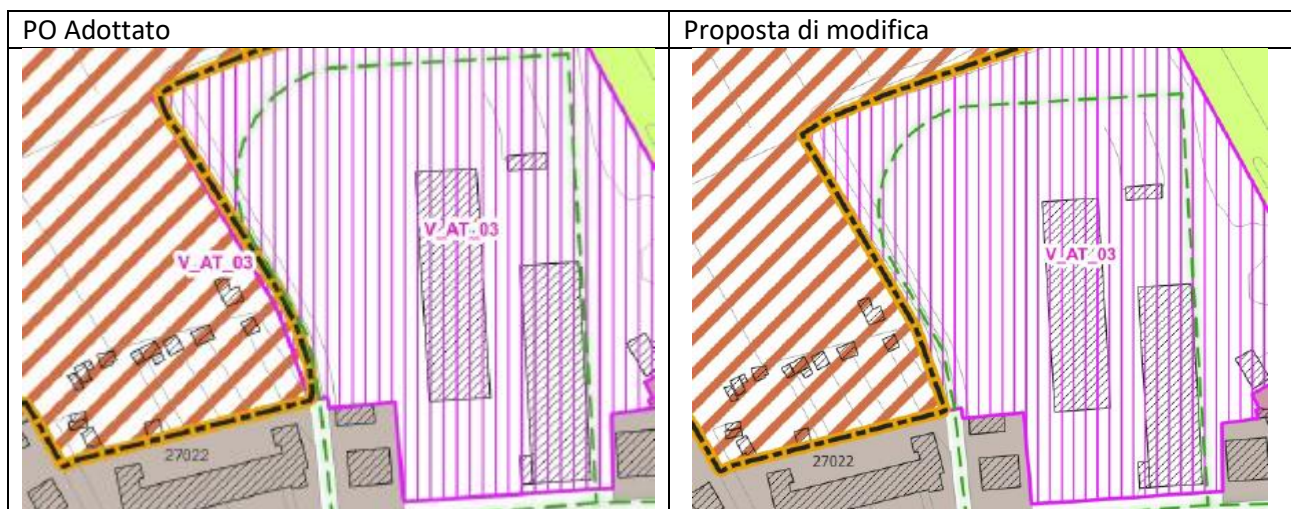 PO Adottato
Proposta di modifica
V_AT_03
V_AT_03
27022
V_AT_03
27022